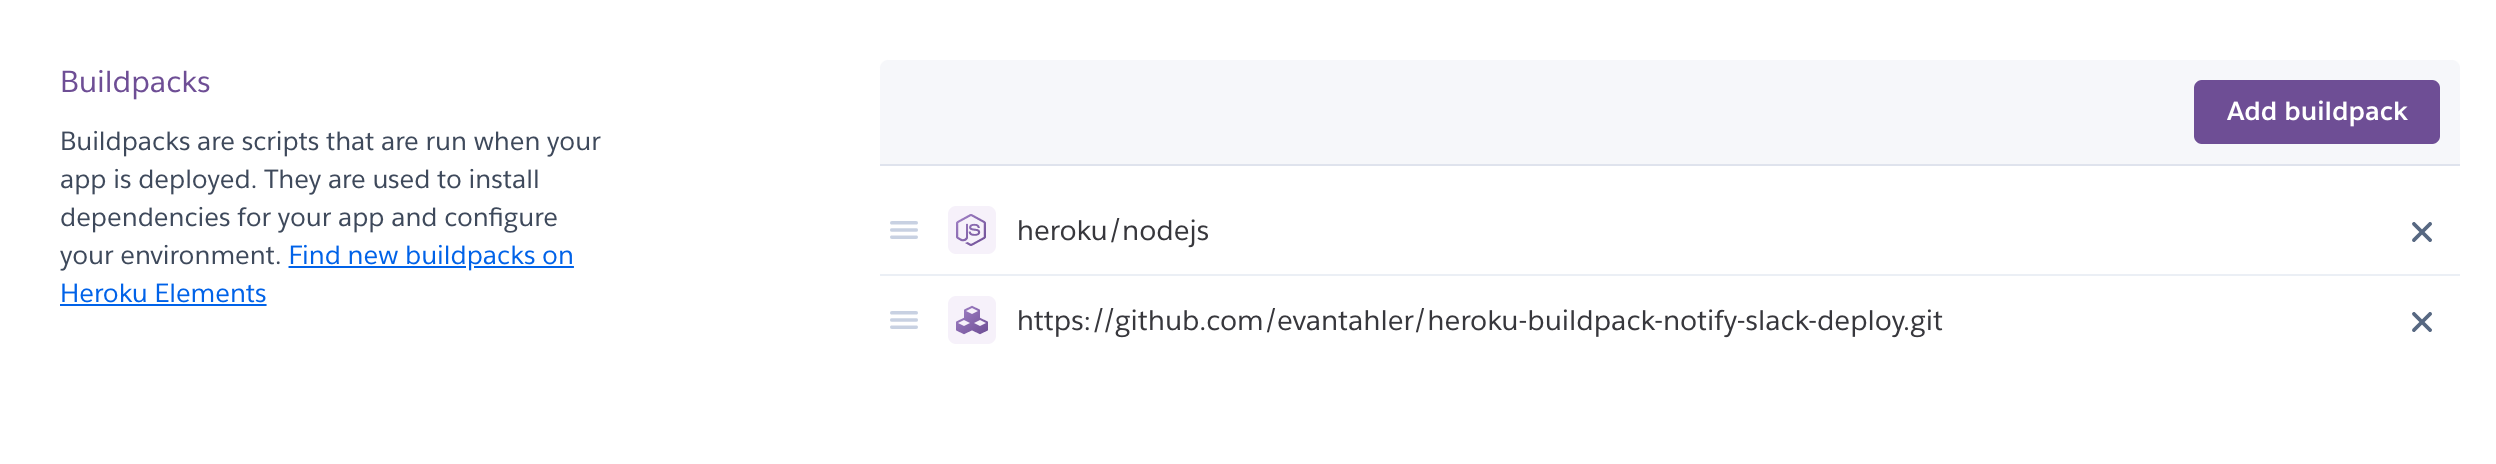 Buildpacks
Buildpacks are scripts that are run when your
app is deployed. They are used to install
dependencies for your app and configure
your environment. Find new buildpacks on
Heroku Elements
Add buildpack
JS
heroku/nodejs
https://github.com/evantahler/heroku-buildpack-notify-slack-deploy.git